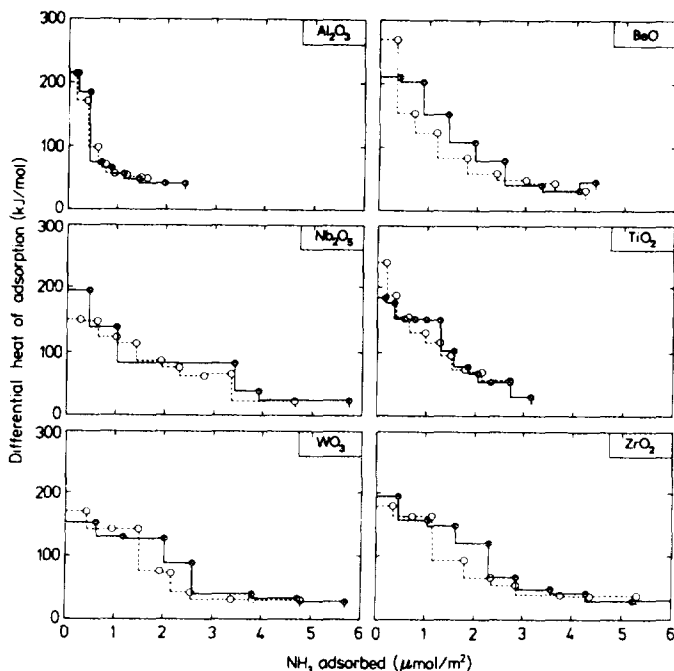 Al₂O₃
BeO
300
200
100
0
Nb₂O₅
TiO₂
300
200
100
0
WO₃
ZrO₂
300
200
100
0
0 1 2 3 4 5 6 0 1 2 3 4 5 6
Differential heat of adsorption (kJ/mol)
NH₃ adsorbed (μmol/m²)